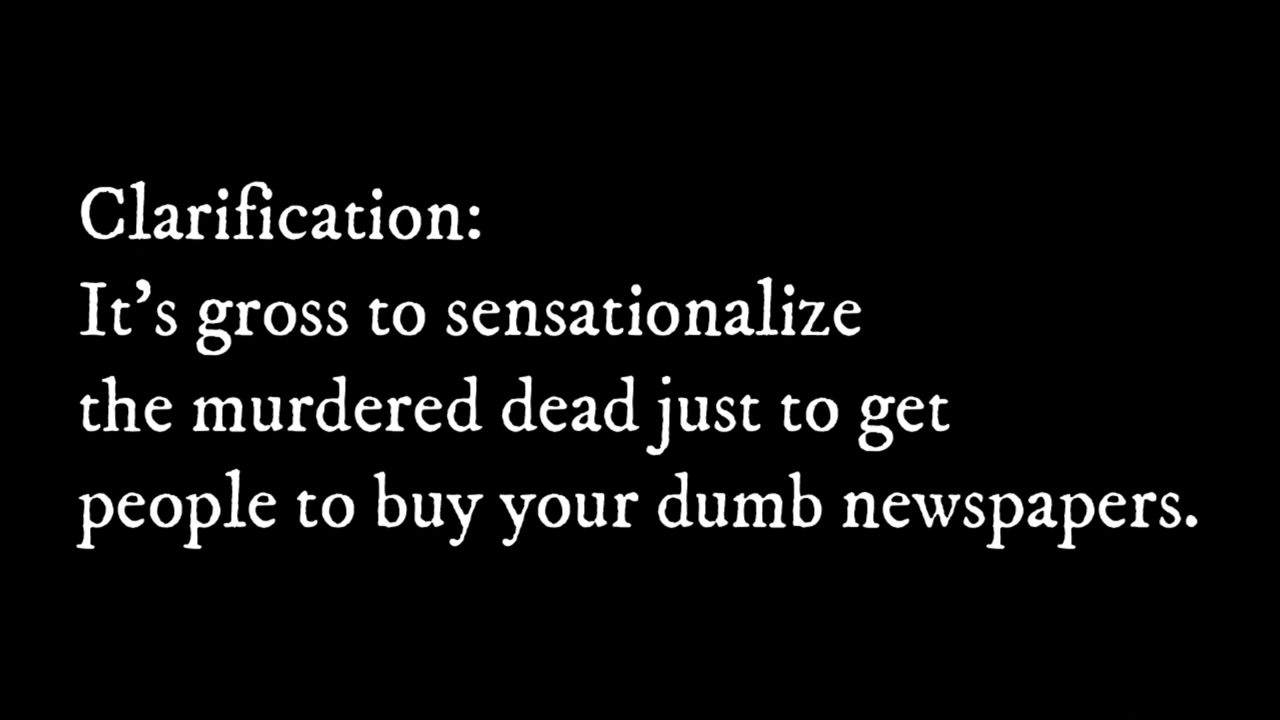 Clarification:
It’s gross to sensationalize
the murdered dead just to get
people to buy your dumb newspapers.